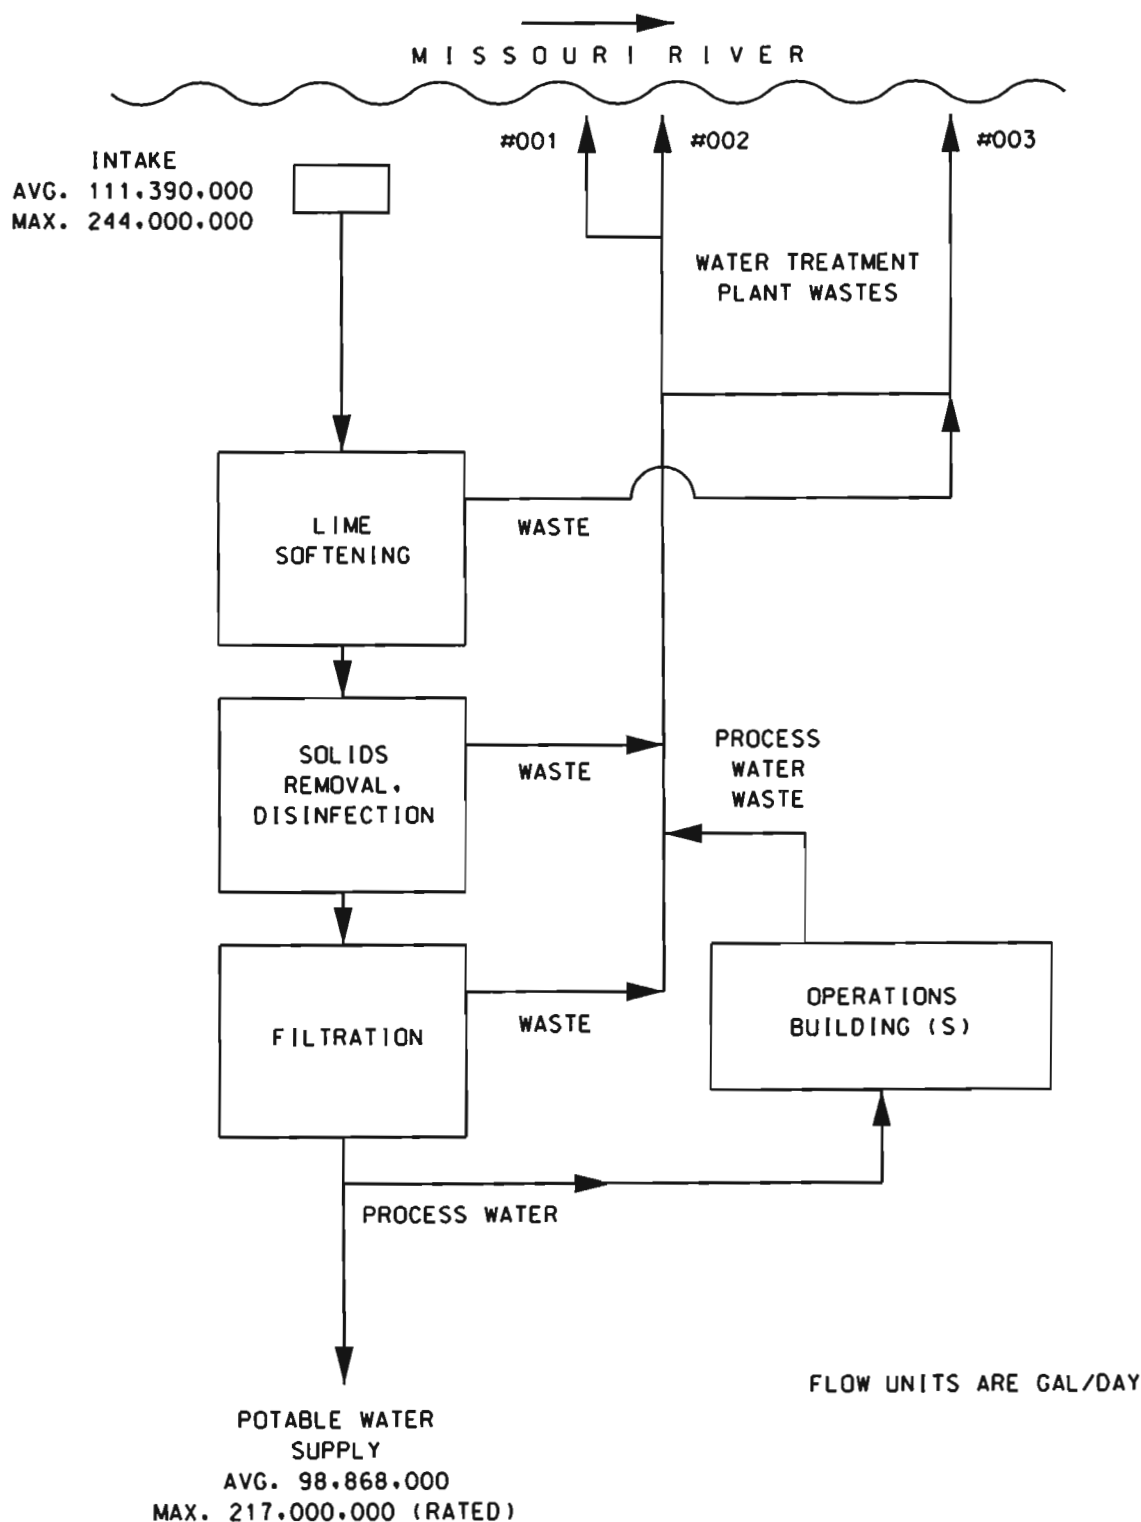 MISSOURI RIVER
#001
#002
#003
INTAKE
AVG. 111,390,000
MAX. 244,000,000
WATER TREATMENT
PLANT WASTES
LIME
SOFTENING
WASTE
SOLIDS
REMOVAL,
DISINFECTION
WASTE
PROCESS
WATER
WASTE
FILTRATION
WASTE
OPERATIONS
BUILDING (S)
PROCESS WATER
FLOW UNITS ARE GAL/DAY
POTABLE WATER
SUPPLY
AVG. 98,868,000
MAX. 217,000,000 (RATED)